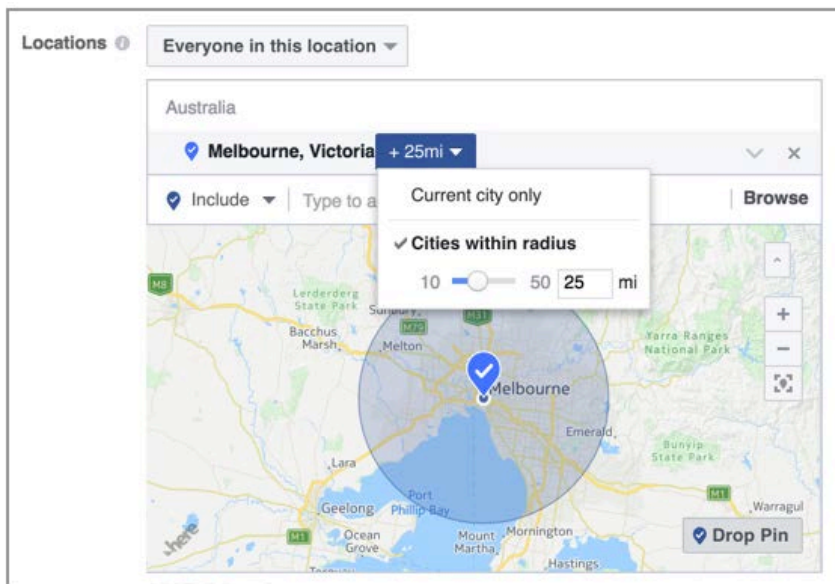 Locations
Everyone in this location
Australia
Melbourne, Victoria + 25mi
Include Type to a Browse
Current city only
Cities within radius
10 50 25 mi
M8
Lerderderg
State Park
M79
M31
Bacchus
Marsh
Melton
Yarra Ranges
National Park
Melbourne
Emerald
Bunyip
State Park
Lara
Port
Phillip Bay
Geelong
M1
Warragul
M1
Ocean
Grove
Mount
Martha
Mornington
Drop Pin
Hastings
here